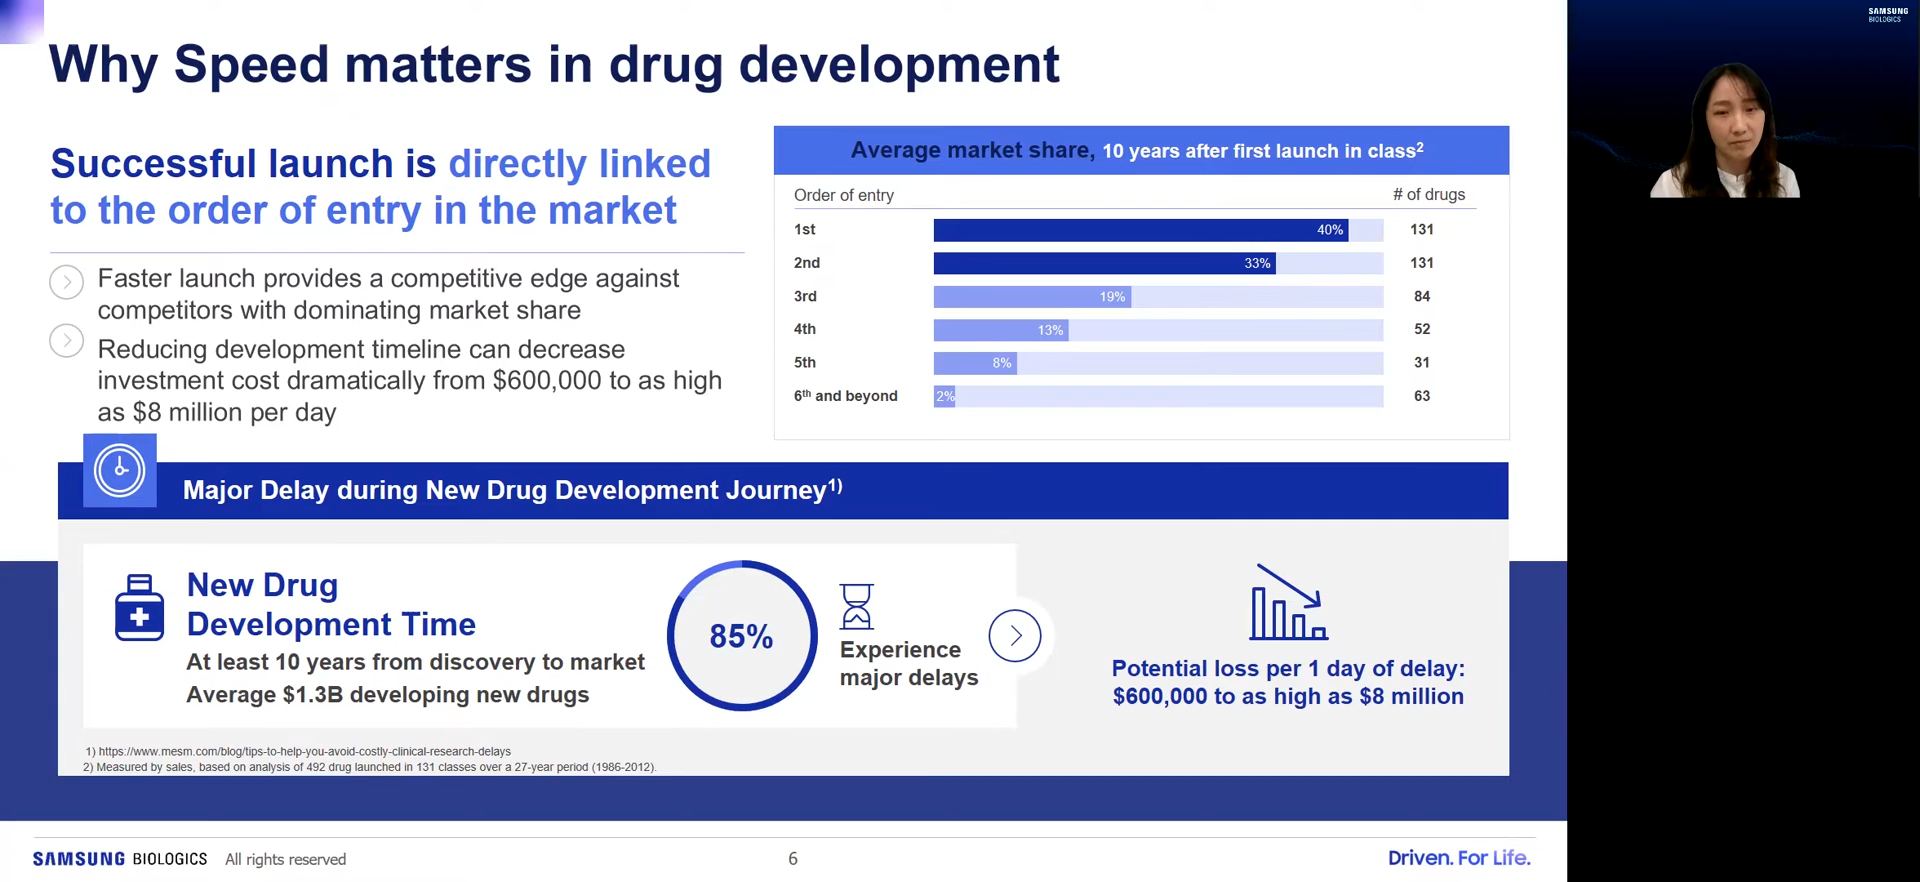 Why Speed matters in drug development
Successful launch is directly linked
to the order of entry in the market
Faster launch provides a competitive edge against
competitors with dominating market share
Reducing development timeline can decrease
investment cost dramatically from $600,000 to as high
as $8 million per day
Average market share, 10 years after first launch in class2
Order of entry # of drugs
1st 40% 131
2nd 33% 131
3rd 19% 84
4th 13% 52
5th 8% 31
6th and beyond 2% 63
Major Delay during New Drug Development Journey1)
New Drug
Development Time
At least 10 years from discovery to market
Average $1.3B developing new drugs
85%
Experience
major delays
Potential loss per 1 day of delay:
$600,000 to as high as $8 million
1) https://www.mesm.com/blog/tips-to-help-you-avoid-costly-clinical-research-delays
2) Measured by sales, based on analysis of 492 drug launched in 131 classes over a 27-year period (1986-2012).
SAMSUNG BIOLOGICS All rights reserved
6
Driven. For Life.
SAMSUNG
BIOLOGICS